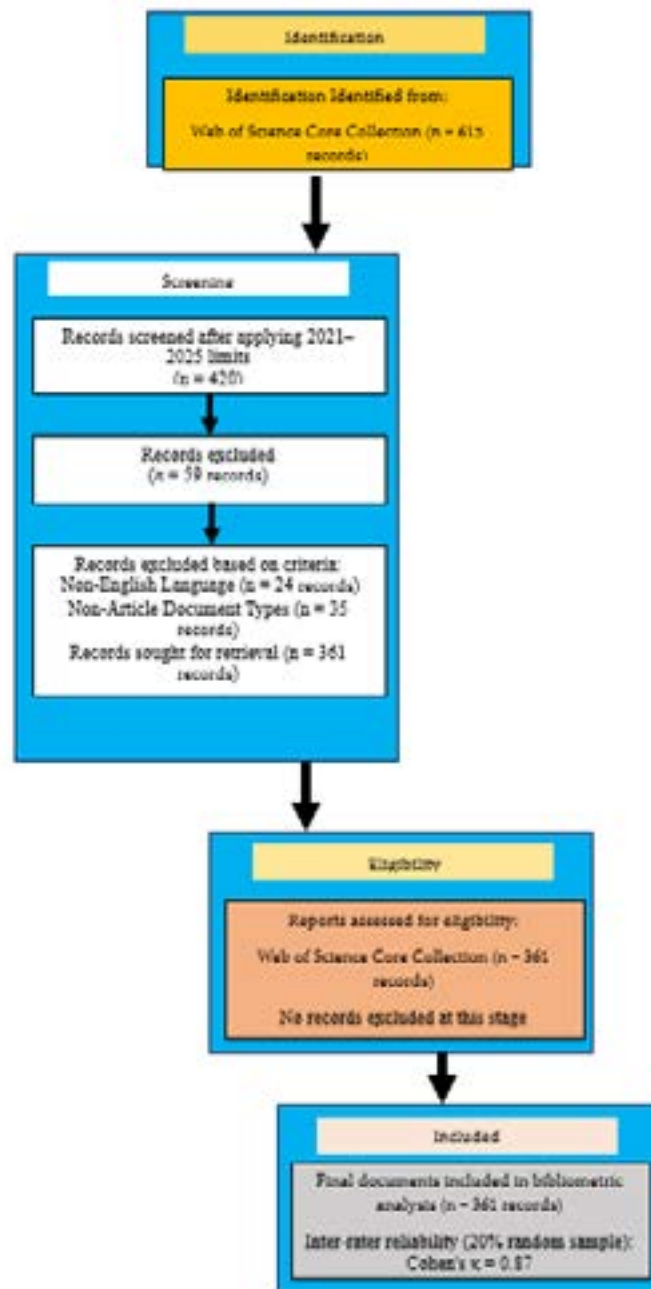 Identification
Identification Identified from:
Web of Science Core Collection (n = 615
records)
Screening
Records screened after applying 2021–
2025 limits
(n = 420)
Records excluded
(n = 59 records)
Records excluded based on criteria:
Non-English Language (n = 24 records)
Non-Article Document Types (n = 35
records)
Records sought for retrieval (n = 361
records)
Eligibility
Reports assessed for eligibility:
Web of Science Core Collection (n = 361
records)
No records excluded at this stage
Included
Final documents included in bibliometric
analysis (n = 361 records)
Inter-rater reliability (20% random sample):
Cohen's κ = 0.87